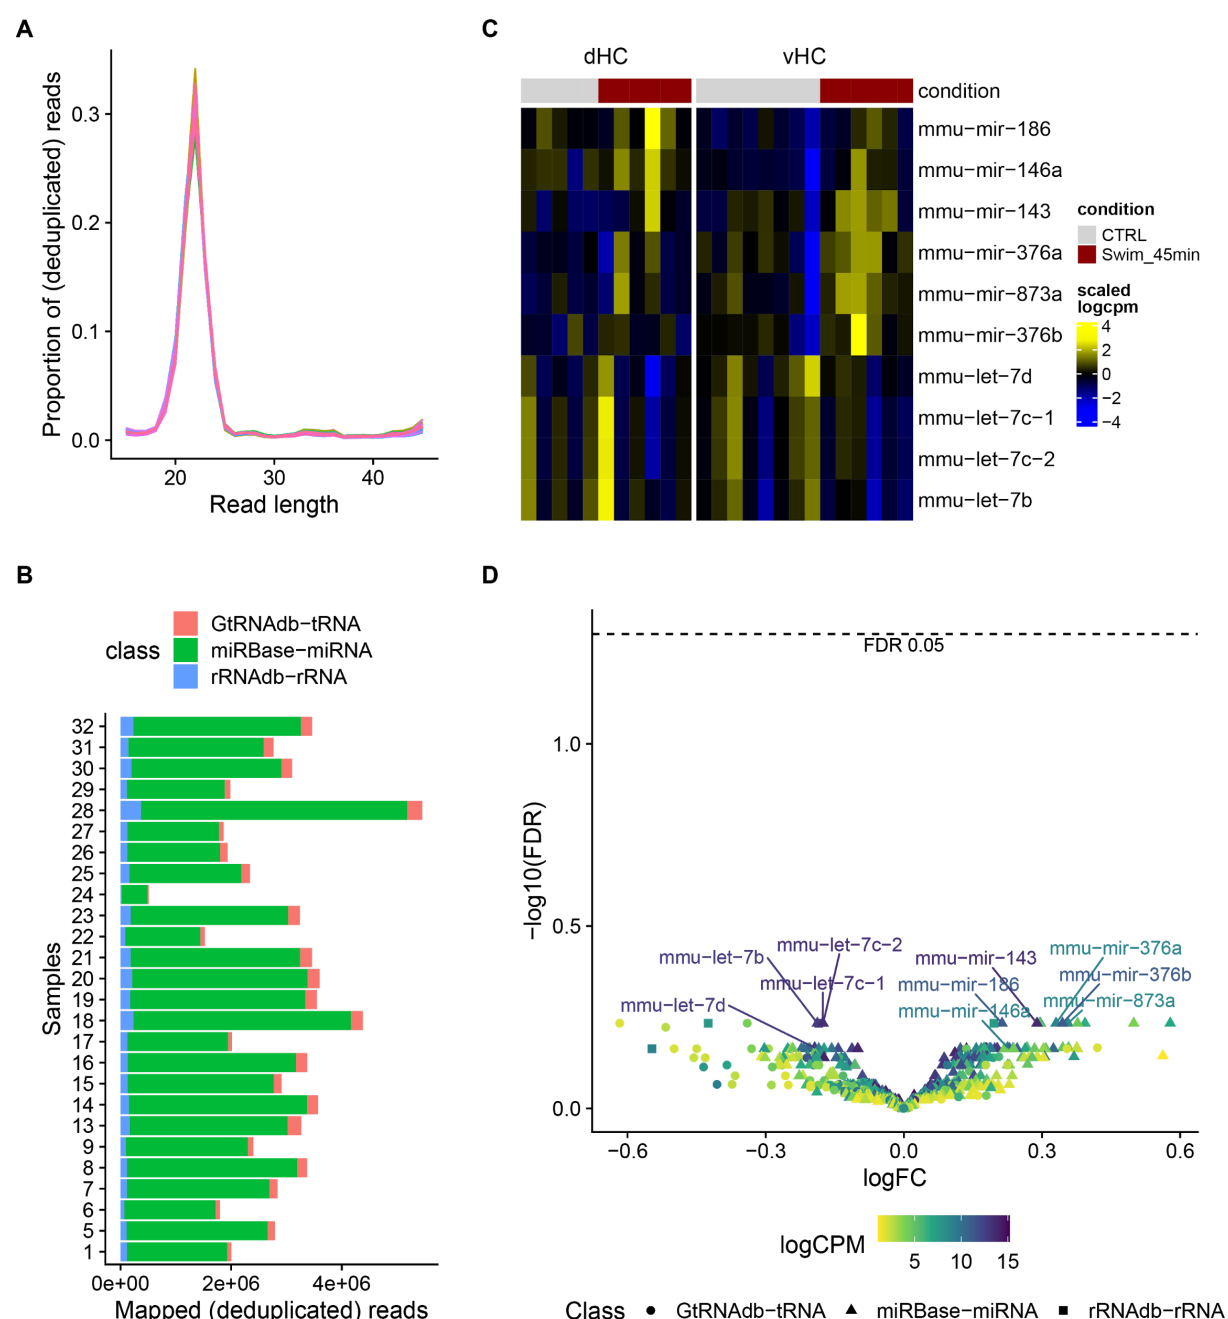 A
Proportion of (deduplicated) reads
0.3
0.2
0.1
0.0
20
30
40
Read length
C
dHC
vHC
condition
mmu−mir−186
mmu−mir−146a
mmu−mir−143
mmu−mir−376a
mmu−mir−873a
mmu−mir−376b
mmu−let−7d
mmu−let−7c−1
mmu−let−7c−2
mmu−let−7b
condition
CTRL
Swim_45min
scaled
logcpm
4
2
0
−2
−4
B
class
GtRNAdb−tRNA
miRBase−miRNA
rRNAdb−rRNA
Samples
32
31
30
29
28
27
26
25
24
23
22
21
20
19
18
17
16
15
14
13
9
8
7
6
5
1
0e+00
2e+06
4e+06
Mapped (deduplicated) reads
D
−log10(FDR)
1.0
0.5
0.0
FDR 0.05
mmu−let−7b
mmu−let−7c−2
mmu−let−7c−1
mmu−let−7d
mmu−mir−143
mmu−mir−376a
mmu−mir−186
mmu−mir−376b
mmu−mir−146a
mmu−mir−873a
−0.6
−0.3
0.0
0.3
0.6
logFC
logCPM
5
10
15
Class
GtRNAdb−tRNA
miRBase−miRNA
rRNAdb−rRNA